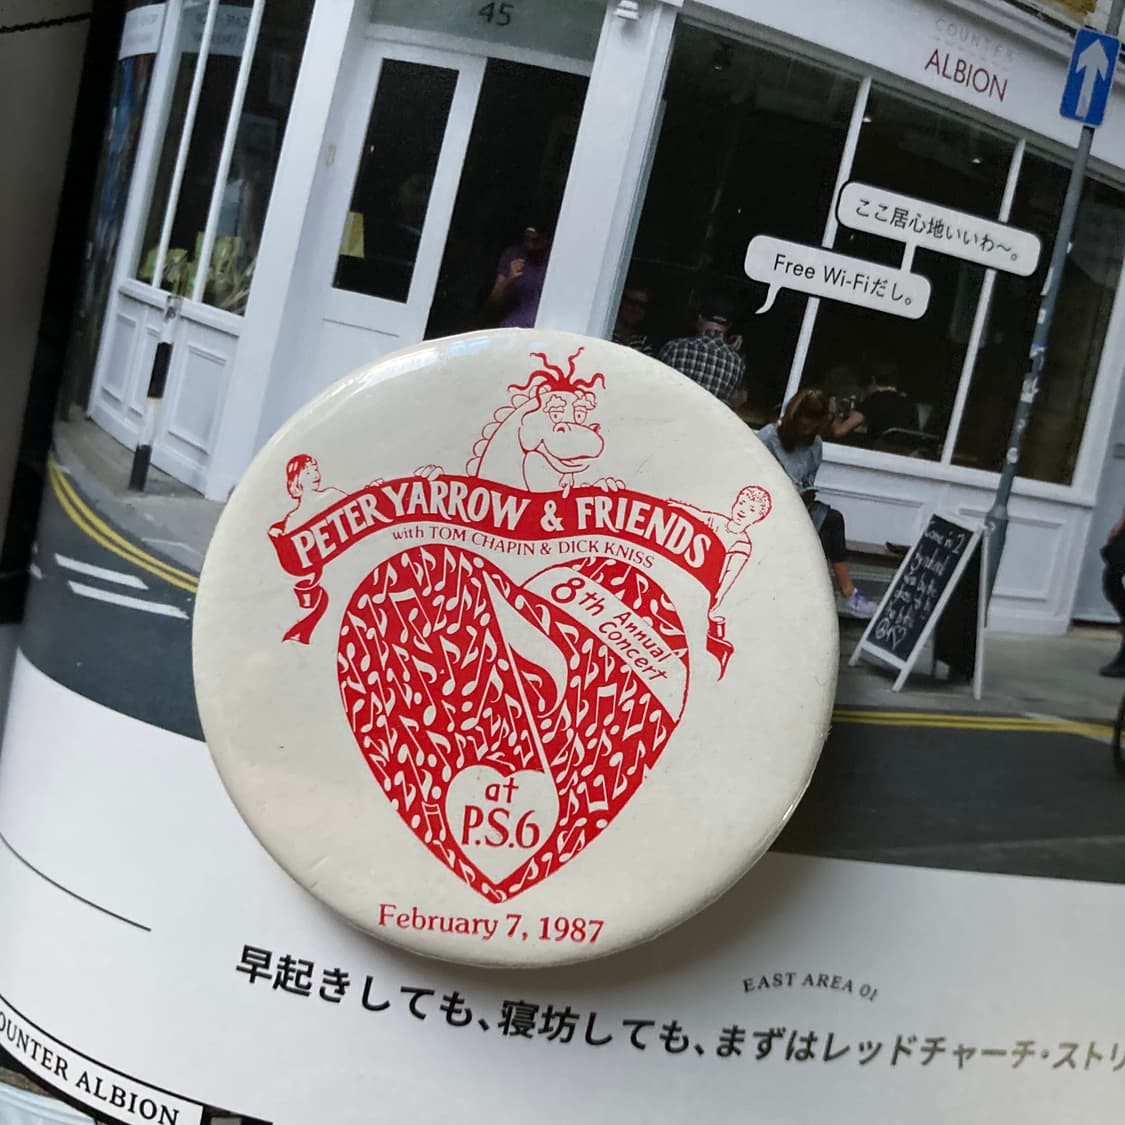 45
COUNTER
ALBION
ここ居心地いいわ〜。
Free Wi-Fiだし。
PETER YARROW & FRIENDS
with TOM CHAPIN & DICK KNISS
8th Annual
Concert
at
P.S.6
February 7, 1987
EAST AREA 01
早起きしても、寝坊しても、まずはレッドチャーチ・ストリ
OUNTER ALBION